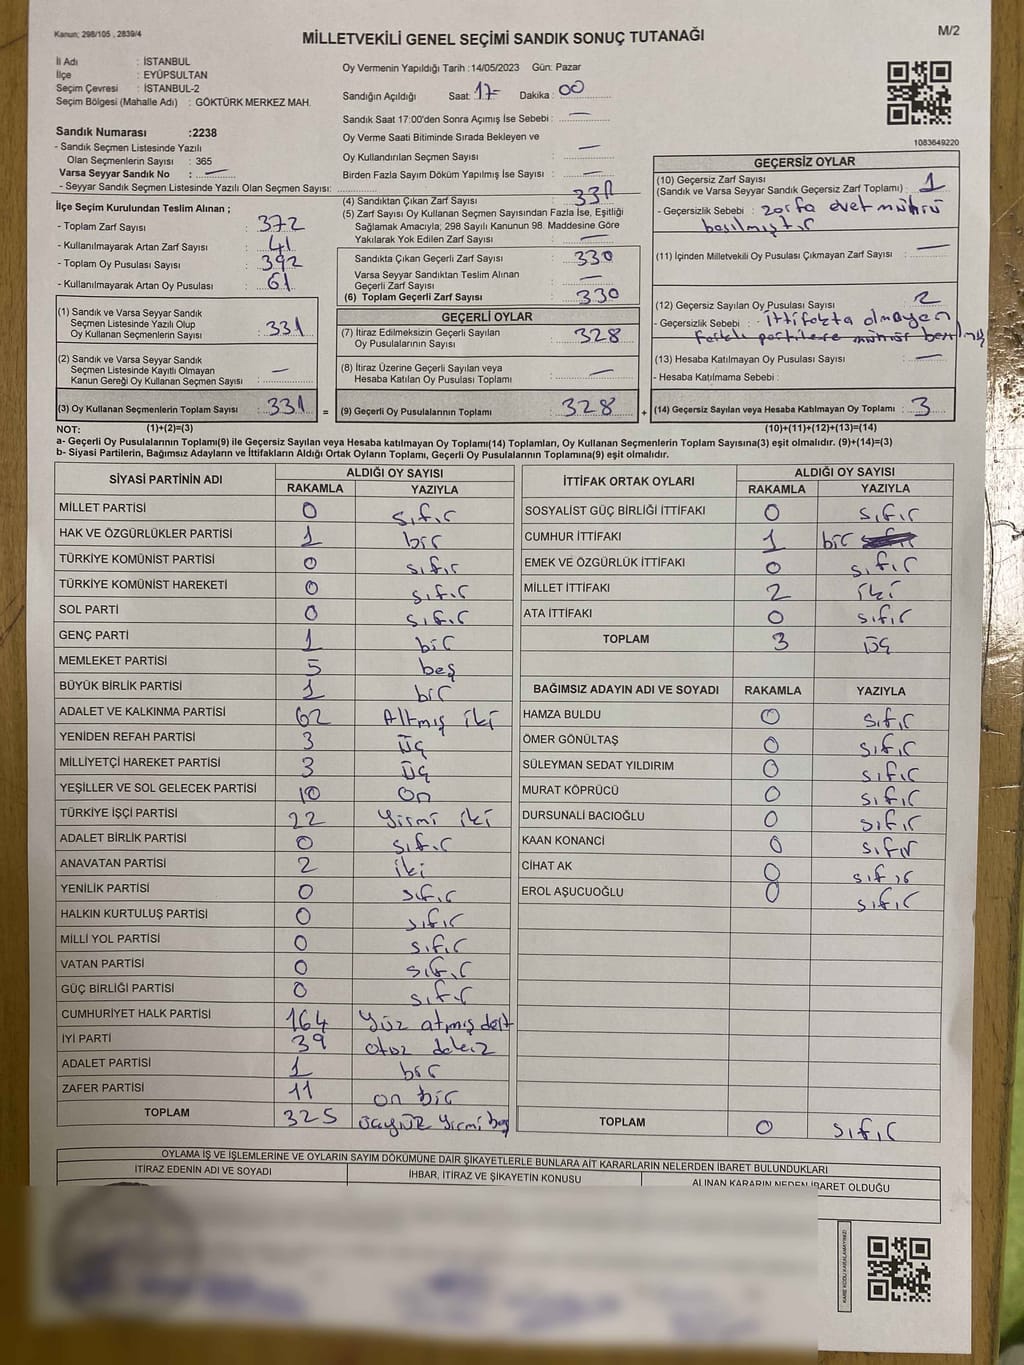 Kanun; 298/105 , 2839/4
M/2
MİLLETVEKİLİ GENEL SEÇİMİ SANDIK SONUÇ TUTANAĞI
İl Adı : İSTANBUL
İlçe : EYÜPSULTAN
Seçim Çevresi : İSTANBUL-2
Seçim Bölgesi (Mahalle Adı) : GÖKTÜRK MERKEZ MAH.
Sandık Numarası :2238
- Sandık Seçmen Listesinde Yazılı
Olan Seçmenlerin Sayısı : 365
Varsa Seyyar Sandık No : —
- Seyyar Sandık Seçmen Listesinde Yazılı Olan Seçmen Sayısı:
Oy Vermenin Yapıldığı Tarih :14/05/2023 Gün: Pazar
Sandığın Açıldığı Saat: 17 Dakika: 00
Sandık Saat 17:00'den Sonra Açımış İse Sebebi : —
Oy Verme Saati Bitiminde Sırada Bekleyen ve
Oy Kullandırılan Seçmen Sayısı : —
Birden Fazla Sayım Döküm Yapılmış İse Sayısı : —
1083649220
İlçe Seçim Kurulundan Teslim Alınan ;
- Toplam Zarf Sayısı : 372
- Kullanılmayarak Artan Zarf Sayısı : 41
- Toplam Oy Pusulası Sayısı : 392
- Kullanılmayarak Artan Oy Pusulası : 61
(4) Sandıktan Çıkan Zarf Sayısı : 331
(5) Zarf Sayısı Oy Kullanan Seçmen Sayısından Fazla İse, Eşitliği
Sağlamak Amacıyla; 298 Sayılı Kanunun 98. Maddesine Göre
Yakılarak Yok Edilen Zarf Sayısı : —
Sandıkta Çıkan Geçerli Zarf Sayısı : 330
Varsa Seyyar Sandıktan Teslim Alınan
Geçerli Zarf Sayısı : —
(6) Toplam Geçerli Zarf Sayısı : 330
GEÇERSİZ OYLAR
(10) Geçersiz Zarf Sayısı
(Sandık ve Varsa Seyyar Sandık Geçersiz Zarf Toplamı) : 1
- Geçersizlik Sebebi : zarfa evet mührü
basılmıştır
(11) İçinden Milletvekili Oy Pusulası Çıkmayan Zarf Sayısı : —
(12) Geçersiz Sayılan Oy Pusulası Sayısı : 2
- Geçersizlik Sebebi : ittifakta olmayan
farklı partilere mühür basılmış
(13) Hesaba Katılmayan Oy Pusulası Sayısı : —
- Hesaba Katılmama Sebebi :
(14) Geçersiz Sayılan veya Hesaba Katılmayan Oy Toplamı : 3
(10)+(11)+(12)+(13)=(14)
(1) Sandık ve Varsa Seyyar Sandık
Seçmen Listesinde Yazılı Olup
Oy Kullanan Seçmenlerin Sayısı : 331
(2) Sandık ve Varsa Seyyar Sandık
Seçmen Listesinde Kayıtlı Olmayan
Kanun Gereği Oy Kullanan Seçmen Sayısı : —
(3) Oy Kullanan Seçmenlerin Toplam Sayısı : 331 =
GEÇERLİ OYLAR
(7) İtiraz Edilmeksizin Geçerli Sayılan
Oy Pusulalarının Sayısı : 328
(8) İtiraz Üzerine Geçerli Sayılan veya
Hesaba Katılan Oy Pusulası Toplamı : —
(9) Geçerli Oy Pusulalarının Toplamı : 328 +
NOT: (1)+(2)=(3)
a- Geçerli Oy Pusulalarının Toplamı(9) ile Geçersiz Sayılan veya Hesaba katılmayan Oy Toplamı(14) Toplamları, Oy Kullanan Seçmenlerin Toplam Sayısına(3) eşit olmalıdır. (9)+(14)=(3)
b- Siyasi Partilerin, Bağımsız Adayların ve İttifakların Aldığı Ortak Oyların Toplamı, Geçerli Oy Pusulalarının Toplamına(9) eşit olmalıdır.
SİYASİ PARTİNİN ADI ALDIĞI OY SAYISI
RAKAMLA YAZIYLA
MİLLET PARTİSİ 0 sıfır
HAK VE ÖZGÜRLÜKLER PARTİSİ 1 bir
TÜRKİYE KOMÜNİST PARTİSİ 0 sıfır
TÜRKİYE KOMÜNİST HAREKETİ 0 sıfır
SOL PARTİ 0 sıfır
GENÇ PARTİ 1 bir
MEMLEKET PARTİSİ 5 beş
BÜYÜK BİRLİK PARTİSİ 1 bir
ADALET VE KALKINMA PARTİSİ 62 Altmış iki
YENİDEN REFAH PARTİSİ 3 Üç
MİLLİYETÇİ HAREKET PARTİSİ 3 Üç
YEŞİLLER VE SOL GELECEK PARTİSİ 10 On
TÜRKİYE İŞÇİ PARTİSİ 22 Yirmi iki
ADALET BİRLİK PARTİSİ 0 sıfır
ANAVATAN PARTİSİ 2 iki
YENİLİK PARTİSİ 0 sıfır
HALKIN KURTULUŞ PARTİSİ 0 sıfır
MİLLİ YOL PARTİSİ 0 sıfır
VATAN PARTİSİ 0 sıfır
GÜÇ BİRLİĞİ PARTİSİ 0 sıfır
CUMHURİYET HALK PARTİSİ 164 Yüz atmış dört
İYİ PARTİ 39 otuz dokuz
ADALET PARTİSİ 1 bir
ZAFER PARTİSİ 11 on bir
TOPLAM 325 üçyüz yirmi beş
İTTİFAK ORTAK OYLARI ALDIĞI OY SAYISI
RAKAMLA YAZIYLA
SOSYALİST GÜÇ BİRLİĞİ İTTİFAKI 0 sıfır
CUMHUR İTTİFAKI 1 bir
EMEK VE ÖZGÜRLÜK İTTİFAKI 0 sıfır
MİLLET İTTİFAKI 2 iki
ATA İTTİFAKI 0 sıfır
TOPLAM 3 üç
BAĞIMSIZ ADAYIN ADI VE SOYADI RAKAMLA YAZIYLA
HAMZA BULDU 0 sıfır
ÖMER GÖNÜLTAŞ 0 sıfır
SÜLEYMAN SEDAT YILDIRIM 0 sıfır
MURAT KÖPRÜCÜ 0 sıfır
DURSUNALİ BACIOĞLU 0 sıfır
KAAN KONANCİ 0 sıfır
CİHAT AK 0 sıfır
EROL AŞUCUOĞLU 0 sıfır
TOPLAM 0 sıfır
OYLAMA İŞ VE İŞLEMLERİNE VE OYLARIN SAYIM DÖKÜMÜNE DAİR ŞİKAYETLERLE BUNLARA AİT KARARLARIN NELERDEN İBARET BULUNDUKLARI
İTİRAZ EDENİN ADI VE SOYADI İHBAR, İTİRAZ VE ŞİKAYETİN KONUSU ALINAN KARARIN NEDEN İBARET OLDUĞU
KARE KODU KARALAMAYINIZ!